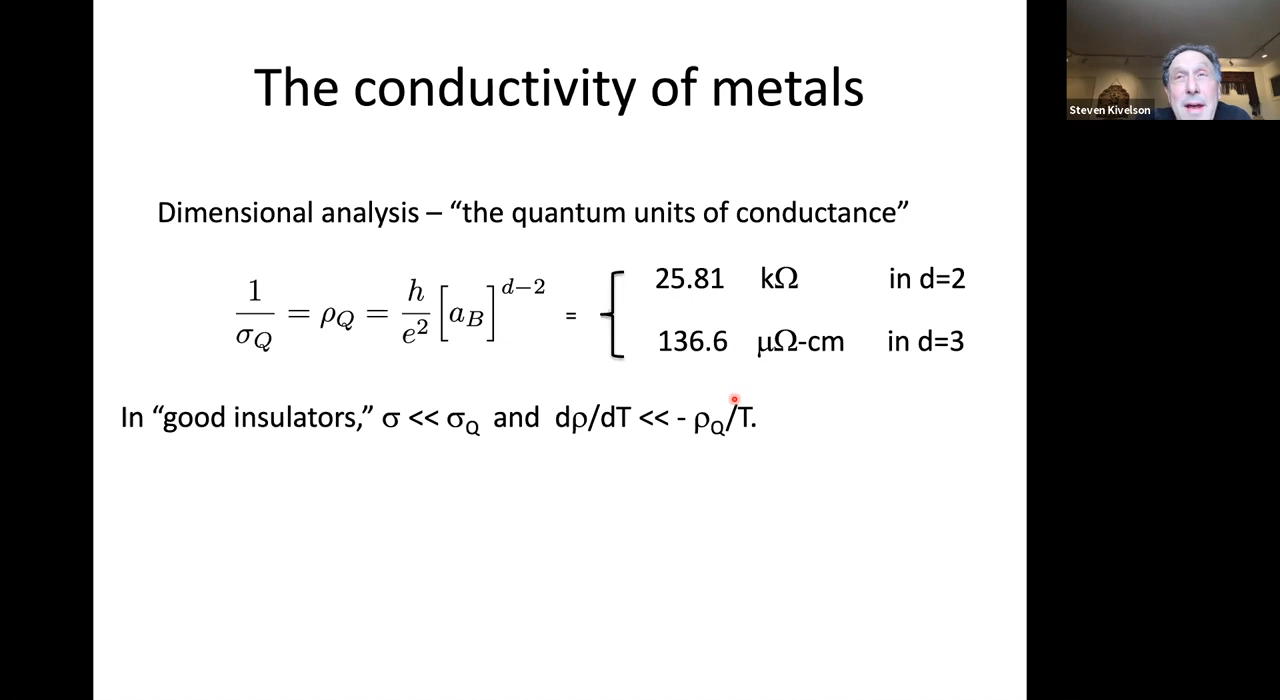 The conductivity of metals
Steven Kivelson
Dimensional analysis – “the quantum units of conductance”
1/σ_Q = ρ_Q = h/e² [a_B]^{d−2} = { 25.81 kΩ in d=2
136.6 μΩ-cm in d=3
In “good insulators,” σ << σ_Q and dρ/dT << - ρ_Q/T.